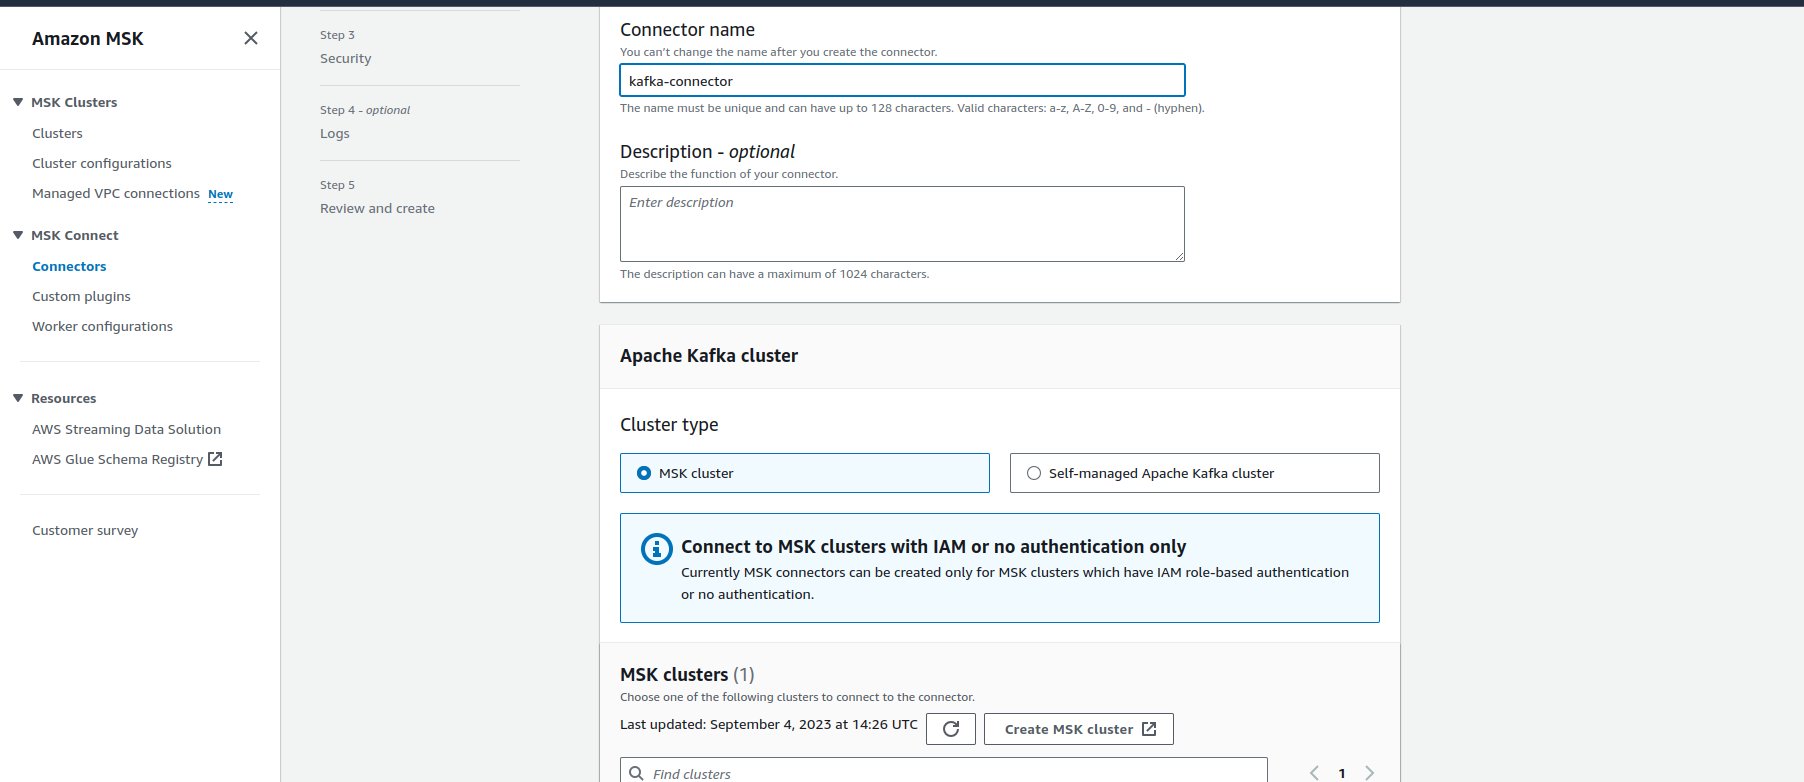 Amazon MSK
MSK Clusters
Clusters
Cluster configurations
Managed VPC connections New
MSK Connect
Connectors
Custom plugins
Worker configurations
Resources
AWS Streaming Data Solution
AWS Glue Schema Registry
Customer survey
Step 3
Security
Step 4 - optional
Logs
Step 5
Review and create
Connector name
You can't change the name after you create the connector.
kafka-connector
The name must be unique and can have up to 128 characters. Valid characters: a-z, A-Z, 0-9, and - (hyphen).
Description - optional
Describe the function of your connector.
Enter description
The description can have a maximum of 1024 characters.
Apache Kafka cluster
Cluster type
MSK cluster
Self-managed Apache Kafka cluster
Connect to MSK clusters with IAM or no authentication only
Currently MSK connectors can be created only for MSK clusters which have IAM role-based authentication
or no authentication.
MSK clusters (1)
Choose one of the following clusters to connect to the connector.
Last updated: September 4, 2023 at 14:26 UTC
Create MSK cluster
Find clusters
1